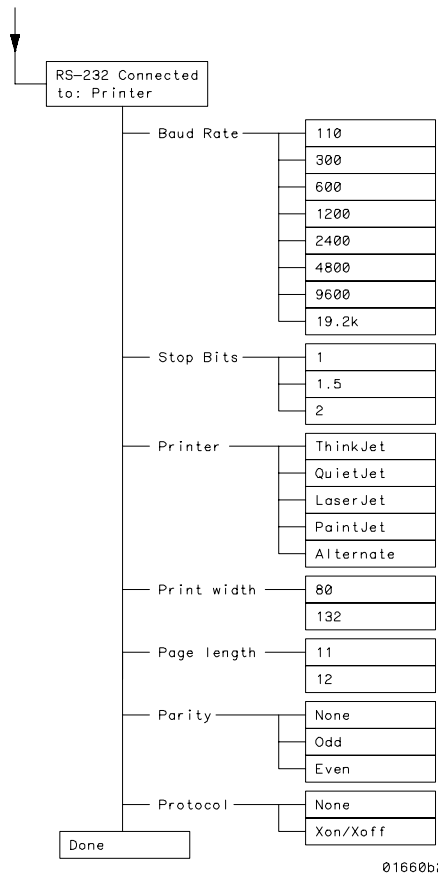 RS-232 Connected
to: Printer
Baud Rate
110
300
600
1200
2400
4800
9600
19.2k
Stop Bits
1
1.5
2
Printer
ThinkJet
QuietJet
LaserJet
PaintJet
Alternate
Print width
80
132
Page length
11
12
Parity
None
Odd
Even
Protocol
None
Xon/Xoff
Done